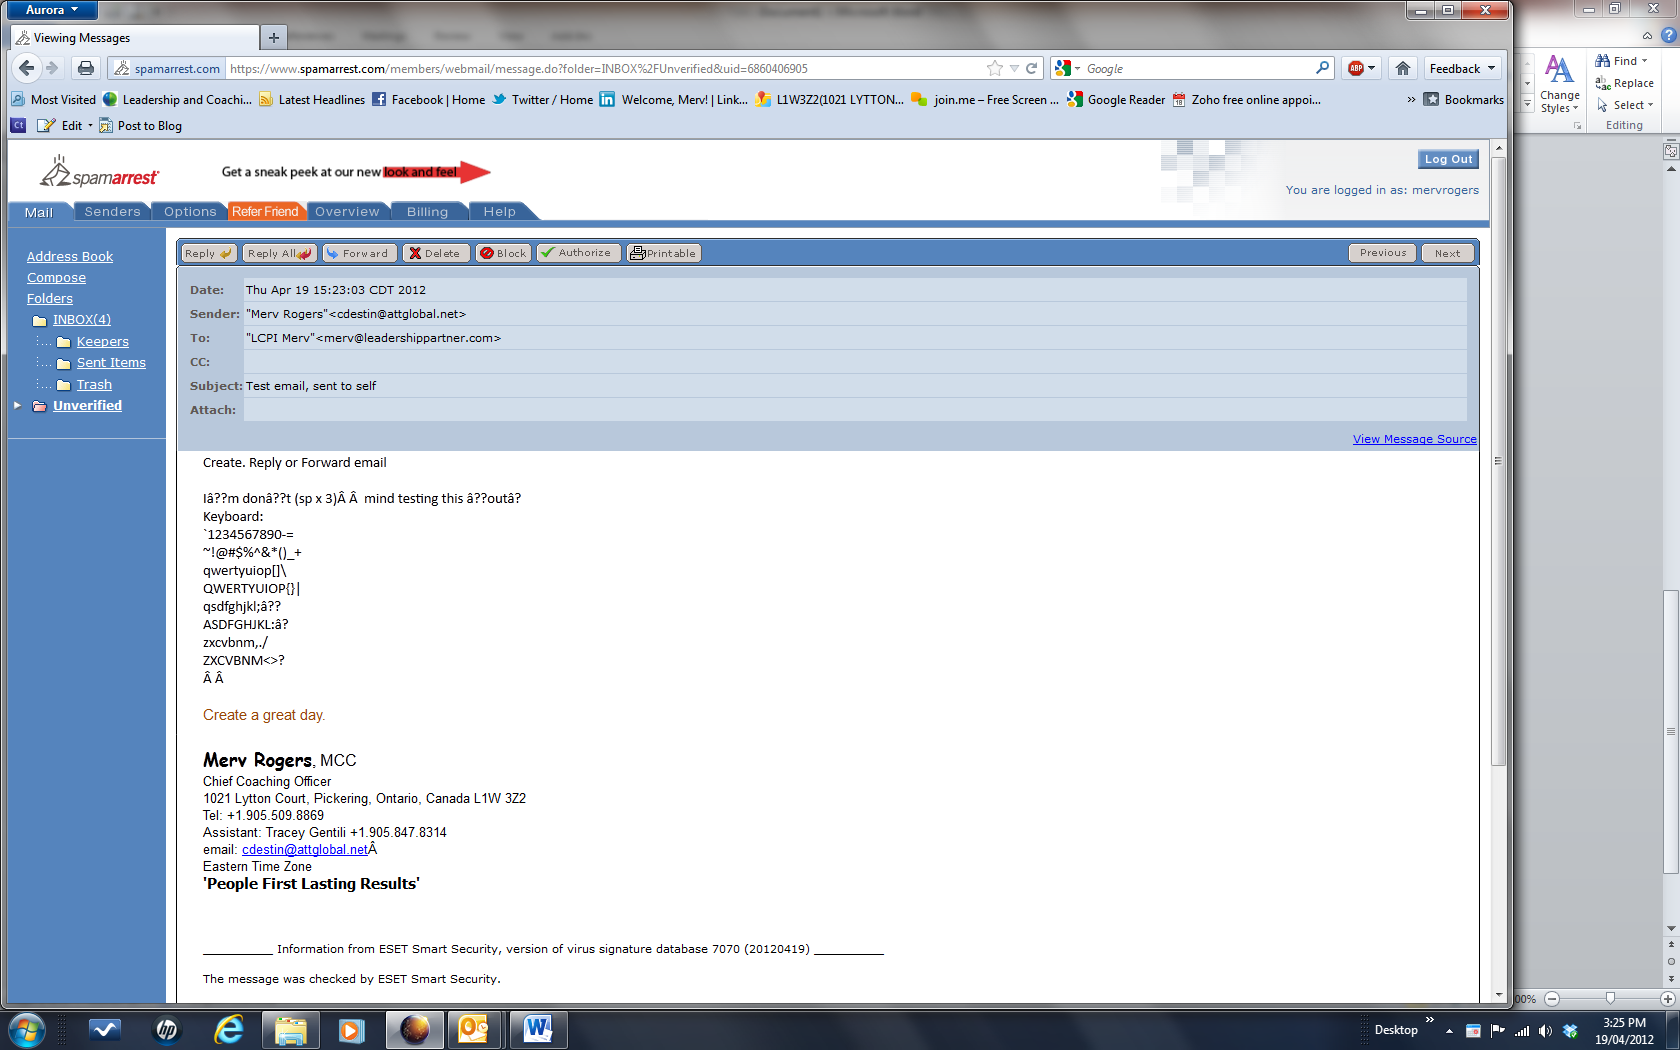 Aurora
Viewing Messages
spamarrest.com
https://www.spamarrest.com/members/webmail/message.do?folder=INBOX%2FUnverified&uid=6860406905
Google
ABP
Feedback
Most Visited
Leadership and Coachi...
Latest Headlines
Facebook | Home
Twitter / Home
Welcome, Merv! | Link...
L1W3Z2(1021 LYTTON...
join.me – Free Screen ...
Google Reader
Zoho free online appoi...
»
Bookmarks
Ct
Edit
Post to Blog
Find
Replace
Select
Change
Styles
Editing
spamarrest
Get a sneak peek at our new look and feel
Log Out
You are logged in as: mervrogers
Mail
Senders
Options
Refer Friend
Overview
Billing
Help
Address Book
Compose
Folders
INBOX(4)
Keepers
Sent Items
Trash
Unverified
Reply
Reply All
Forward
Delete
Block
Authorize
Printable
Previous
Next
Date: Thu Apr 19 15:23:03 CDT 2012
Sender: "Merv Rogers"<cdestin@attglobal.net>
To: "LCPI Merv"<merv@leadershippartner.com>
CC:
Subject: Test email, sent to self
Attach:
View Message Source
Create. Reply or Forward email
Iâ??m donâ??t (sp x 3)Â Â  mind testing this â??outâ?
Keyboard:
`1234567890-=
~!@#$%^&*()_+
qwertyuiop[]\
QWERTYUIOP{}|
qsdfghjkl;â??
ASDFGHJKL:â?
zxcvbnm,./
ZXCVBNM<>?
Â Â
Create a great day.
Merv Rogers, MCC
Chief Coaching Officer
1021 Lytton Court, Pickering, Ontario, Canada L1W 3Z2
Tel: +1.905.509.8869
Assistant: Tracey Gentili +1.905.847.8314
email: cdestin@attglobal.netÂ
Eastern Time Zone
'People First Lasting Results'
__________ Information from ESET Smart Security, version of virus signature database 7070 (20120419) __________
The message was checked by ESET Smart Security.
00%
Desktop
»
3:25 PM
19/04/2012